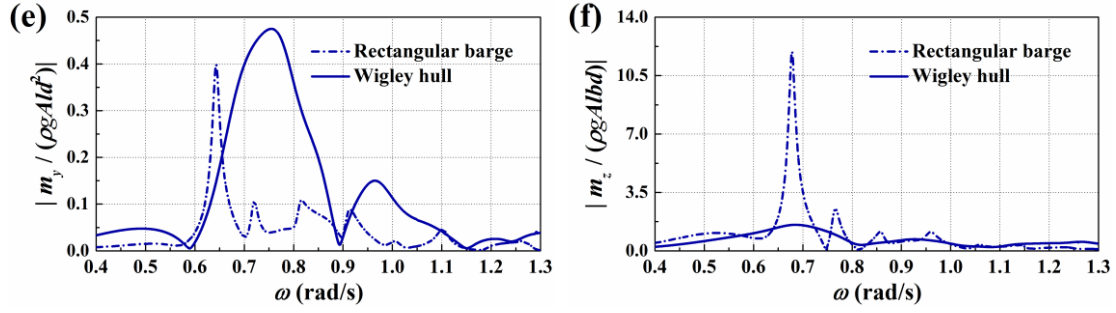 (e)
0.5
0.4
0.3
0.2
0.1
0.0
| m_y / (ρgAld²)|
Rectangular barge
Wigley hull
0.4 0.5 0.6 0.7 0.8 0.9 1.0 1.1 1.2 1.3
ω (rad/s)
(f)
14.0
10.5
7.0
3.5
0.0
| m_z / (ρgAlbd)|
Rectangular barge
Wigley hull
0.4 0.5 0.6 0.7 0.8 0.9 1.0 1.1 1.2 1.3
ω (rad/s)